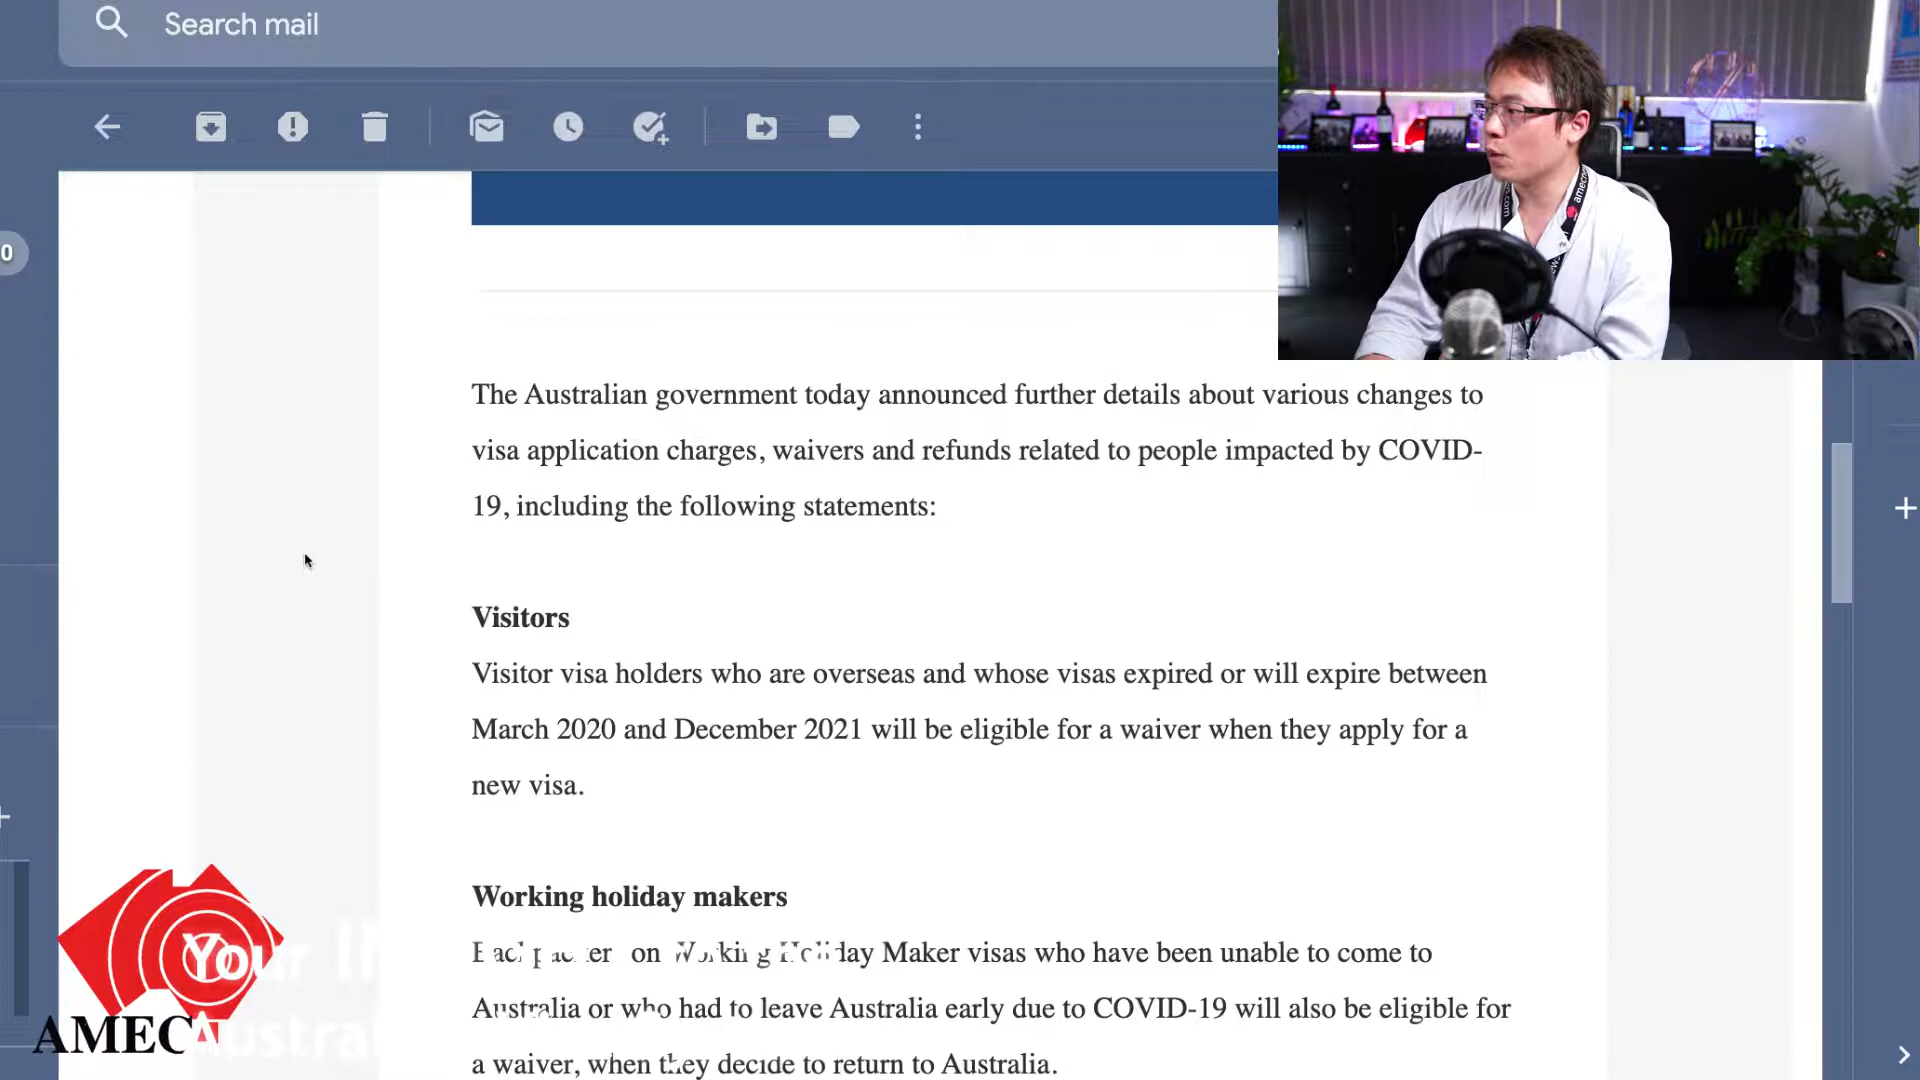 Search mail
0
The Australian government today announced further details about various changes to
visa application charges, waivers and refunds related to people impacted by COVID-
19, including the following statements:
Visitors
Visitor visa holders who are overseas and whose visas expired or will expire between
March 2020 and December 2021 will be eligible for a waiver when they apply for a
new visa.
Working holiday makers
on Working Holiday Maker visas who have been unable to come to
Australia or who had to leave Australia early due to COVID-19 will also be eligible for
a waiver, when they decide to return to Australia.
Your
AMEC